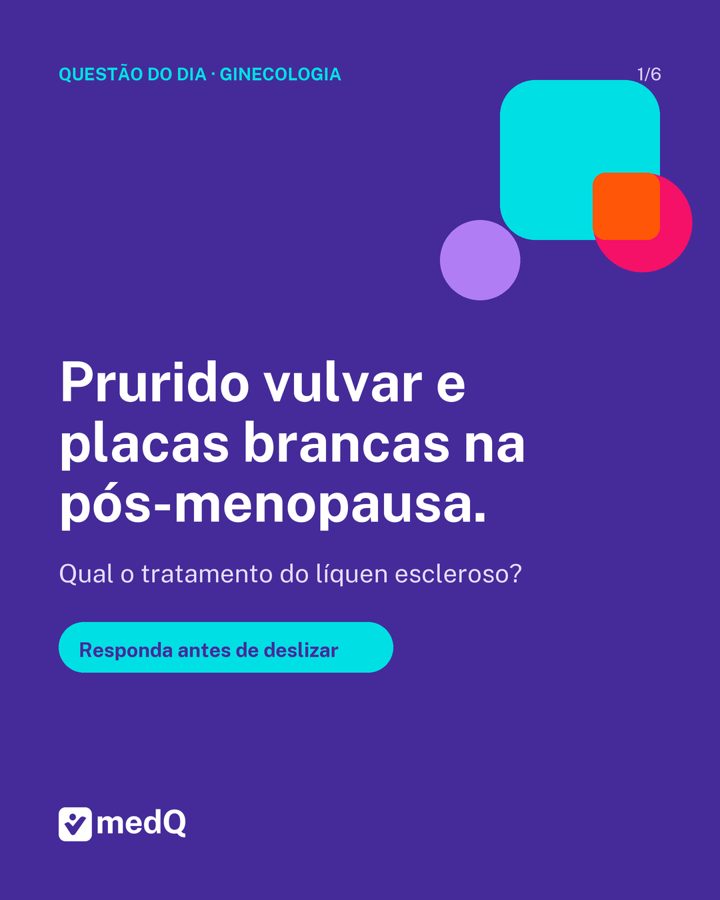 QUESTÃO DO DIA · GINECOLOGIA
1/6
Prurido vulvar e
placas brancas na
pós-menopausa.
Qual o tratamento do líquen escleroso?
Responda antes de deslizar
medQ